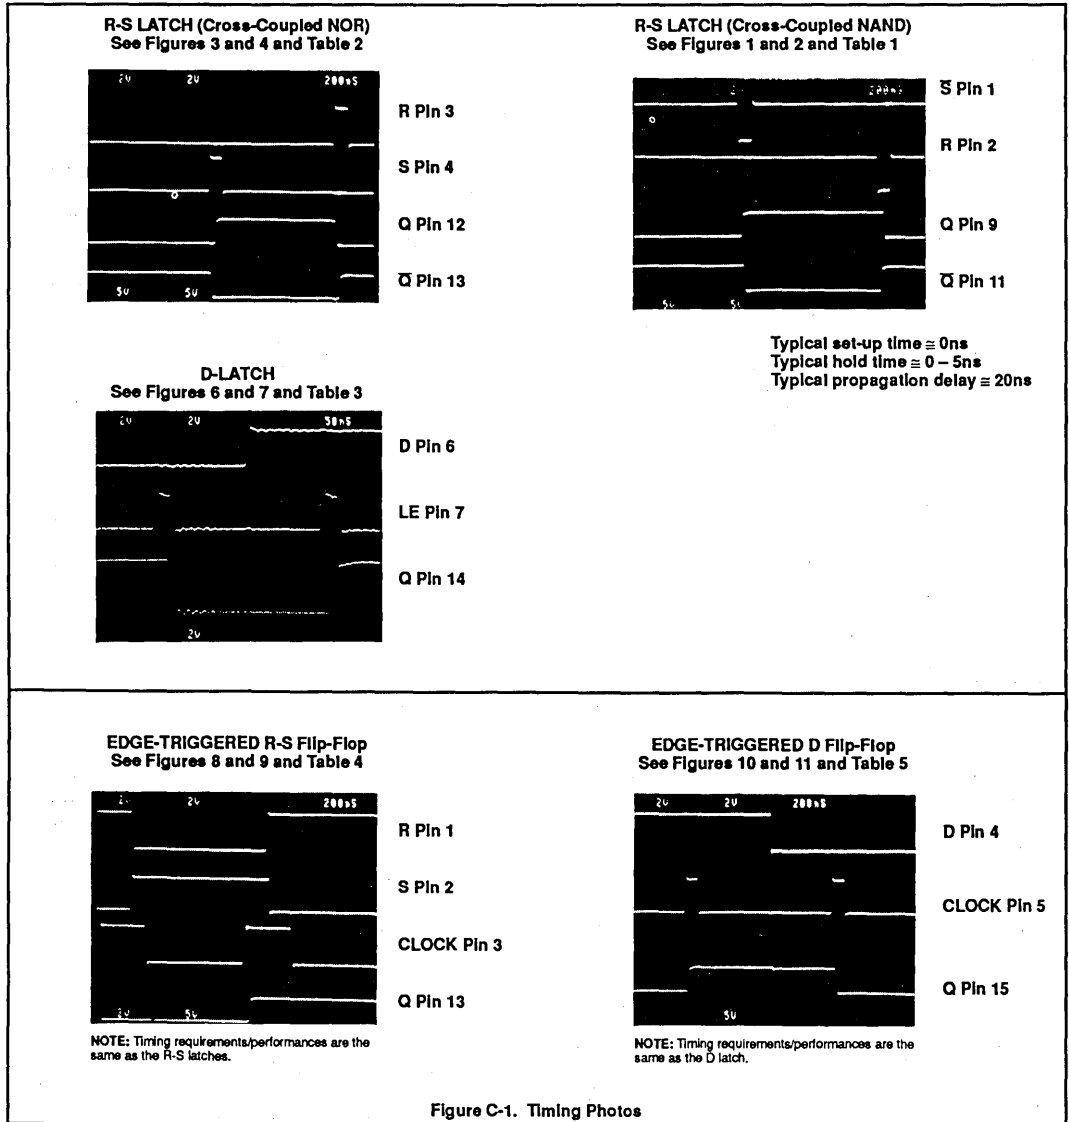 R-S LATCH (Cross-Coupled NOR)
See Figures 3 and 4 and Table 2
2V 2V 200nS
R Pin 3
S Pin 4
Q Pin 12
Q̅ Pin 13
5V 5V
R-S LATCH (Cross-Coupled NAND)
See Figures 1 and 2 and Table 1
200nS
S̅ Pin 1
R Pin 2
Q Pin 9
Q̅ Pin 11
5V 5V
Typical set-up time ≅ 0ns
Typical hold time ≅ 0 – 5ns
Typical propagation delay ≅ 20ns
D-LATCH
See Figures 6 and 7 and Table 3
2V 2V 50nS
D Pin 6
LE Pin 7
Q Pin 14
2V
EDGE-TRIGGERED R-S Flip-Flop
See Figures 8 and 9 and Table 4
2V 2V 200nS
R Pin 1
S Pin 2
CLOCK Pin 3
Q Pin 13
2V 5V
NOTE: Timing requirements/performances are the
same as the R-S latches.
EDGE-TRIGGERED D Flip-Flop
See Figures 10 and 11 and Table 5
2V 2V 200nS
D Pin 4
CLOCK Pin 5
Q Pin 15
5V
NOTE: Timing requirements/performances are the
same as the D latch.
Figure C-1. Timing Photos